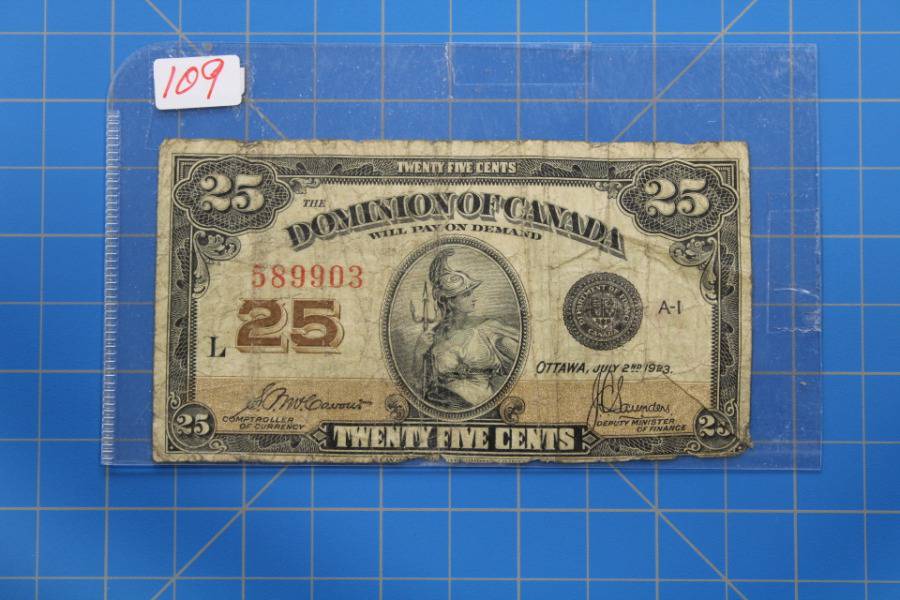 109
TWENTY FIVE CENTS
25
25
THE
DOMINION OF CANADA
WILL PAY ON DEMAND
589903
25
L
A-1
OTTAWA, JULY 2ND 1923.
COMPTROLLER
OF CURRENCY
J C Saunders
DEPUTY MINISTER
OF FINANCE
25
TWENTY FIVE CENTS
25